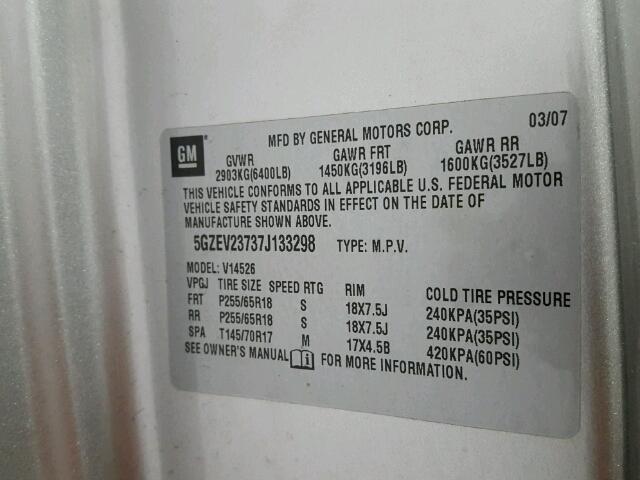 GM
MFD BY GENERAL MOTORS CORP. 03/07
GVWR GAWR FRT GAWR RR
2903KG(6400LB) 1450KG(3196LB) 1600KG(3527LB)
THIS VEHICLE CONFORMS TO ALL APPLICABLE U.S. FEDERAL MOTOR
VEHICLE SAFETY STANDARDS IN EFFECT ON THE DATE OF
MANUFACTURE SHOWN ABOVE.
5GZEV23737J133298 TYPE: M.P.V.
MODEL: V14526
VPGJ TIRE SIZE SPEED RTG RIM COLD TIRE PRESSURE
FRT P255/65R18 S 18X7.5J 240KPA(35PSI)
RR P255/65R18 S 18X7.5J 240KPA(35PSI)
SPA T145/70R17 M 17X4.5B 420KPA(60PSI)
SEE OWNER'S MANUAL FOR MORE INFORMATION.